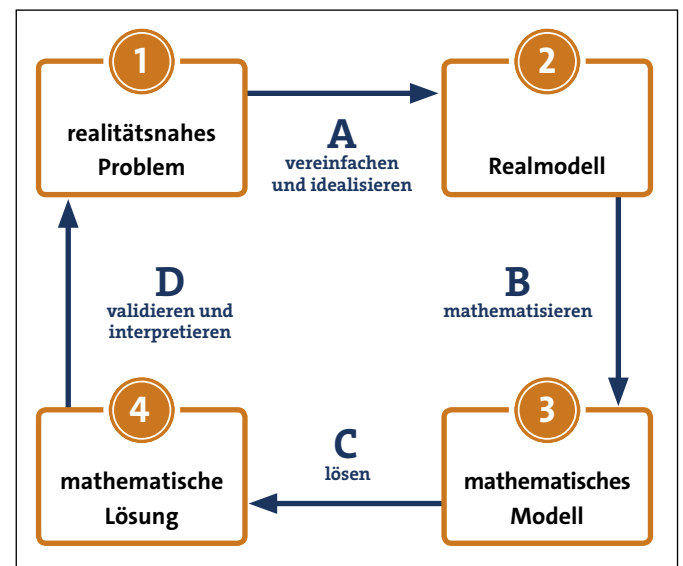 1
realitätsnahes
Problem
A
vereinfachen
und idealisieren
2
Realmodell
B
mathematisieren
3
mathematisches
Modell
C
lösen
4
mathematische
Lösung
D
validieren und
interpretieren